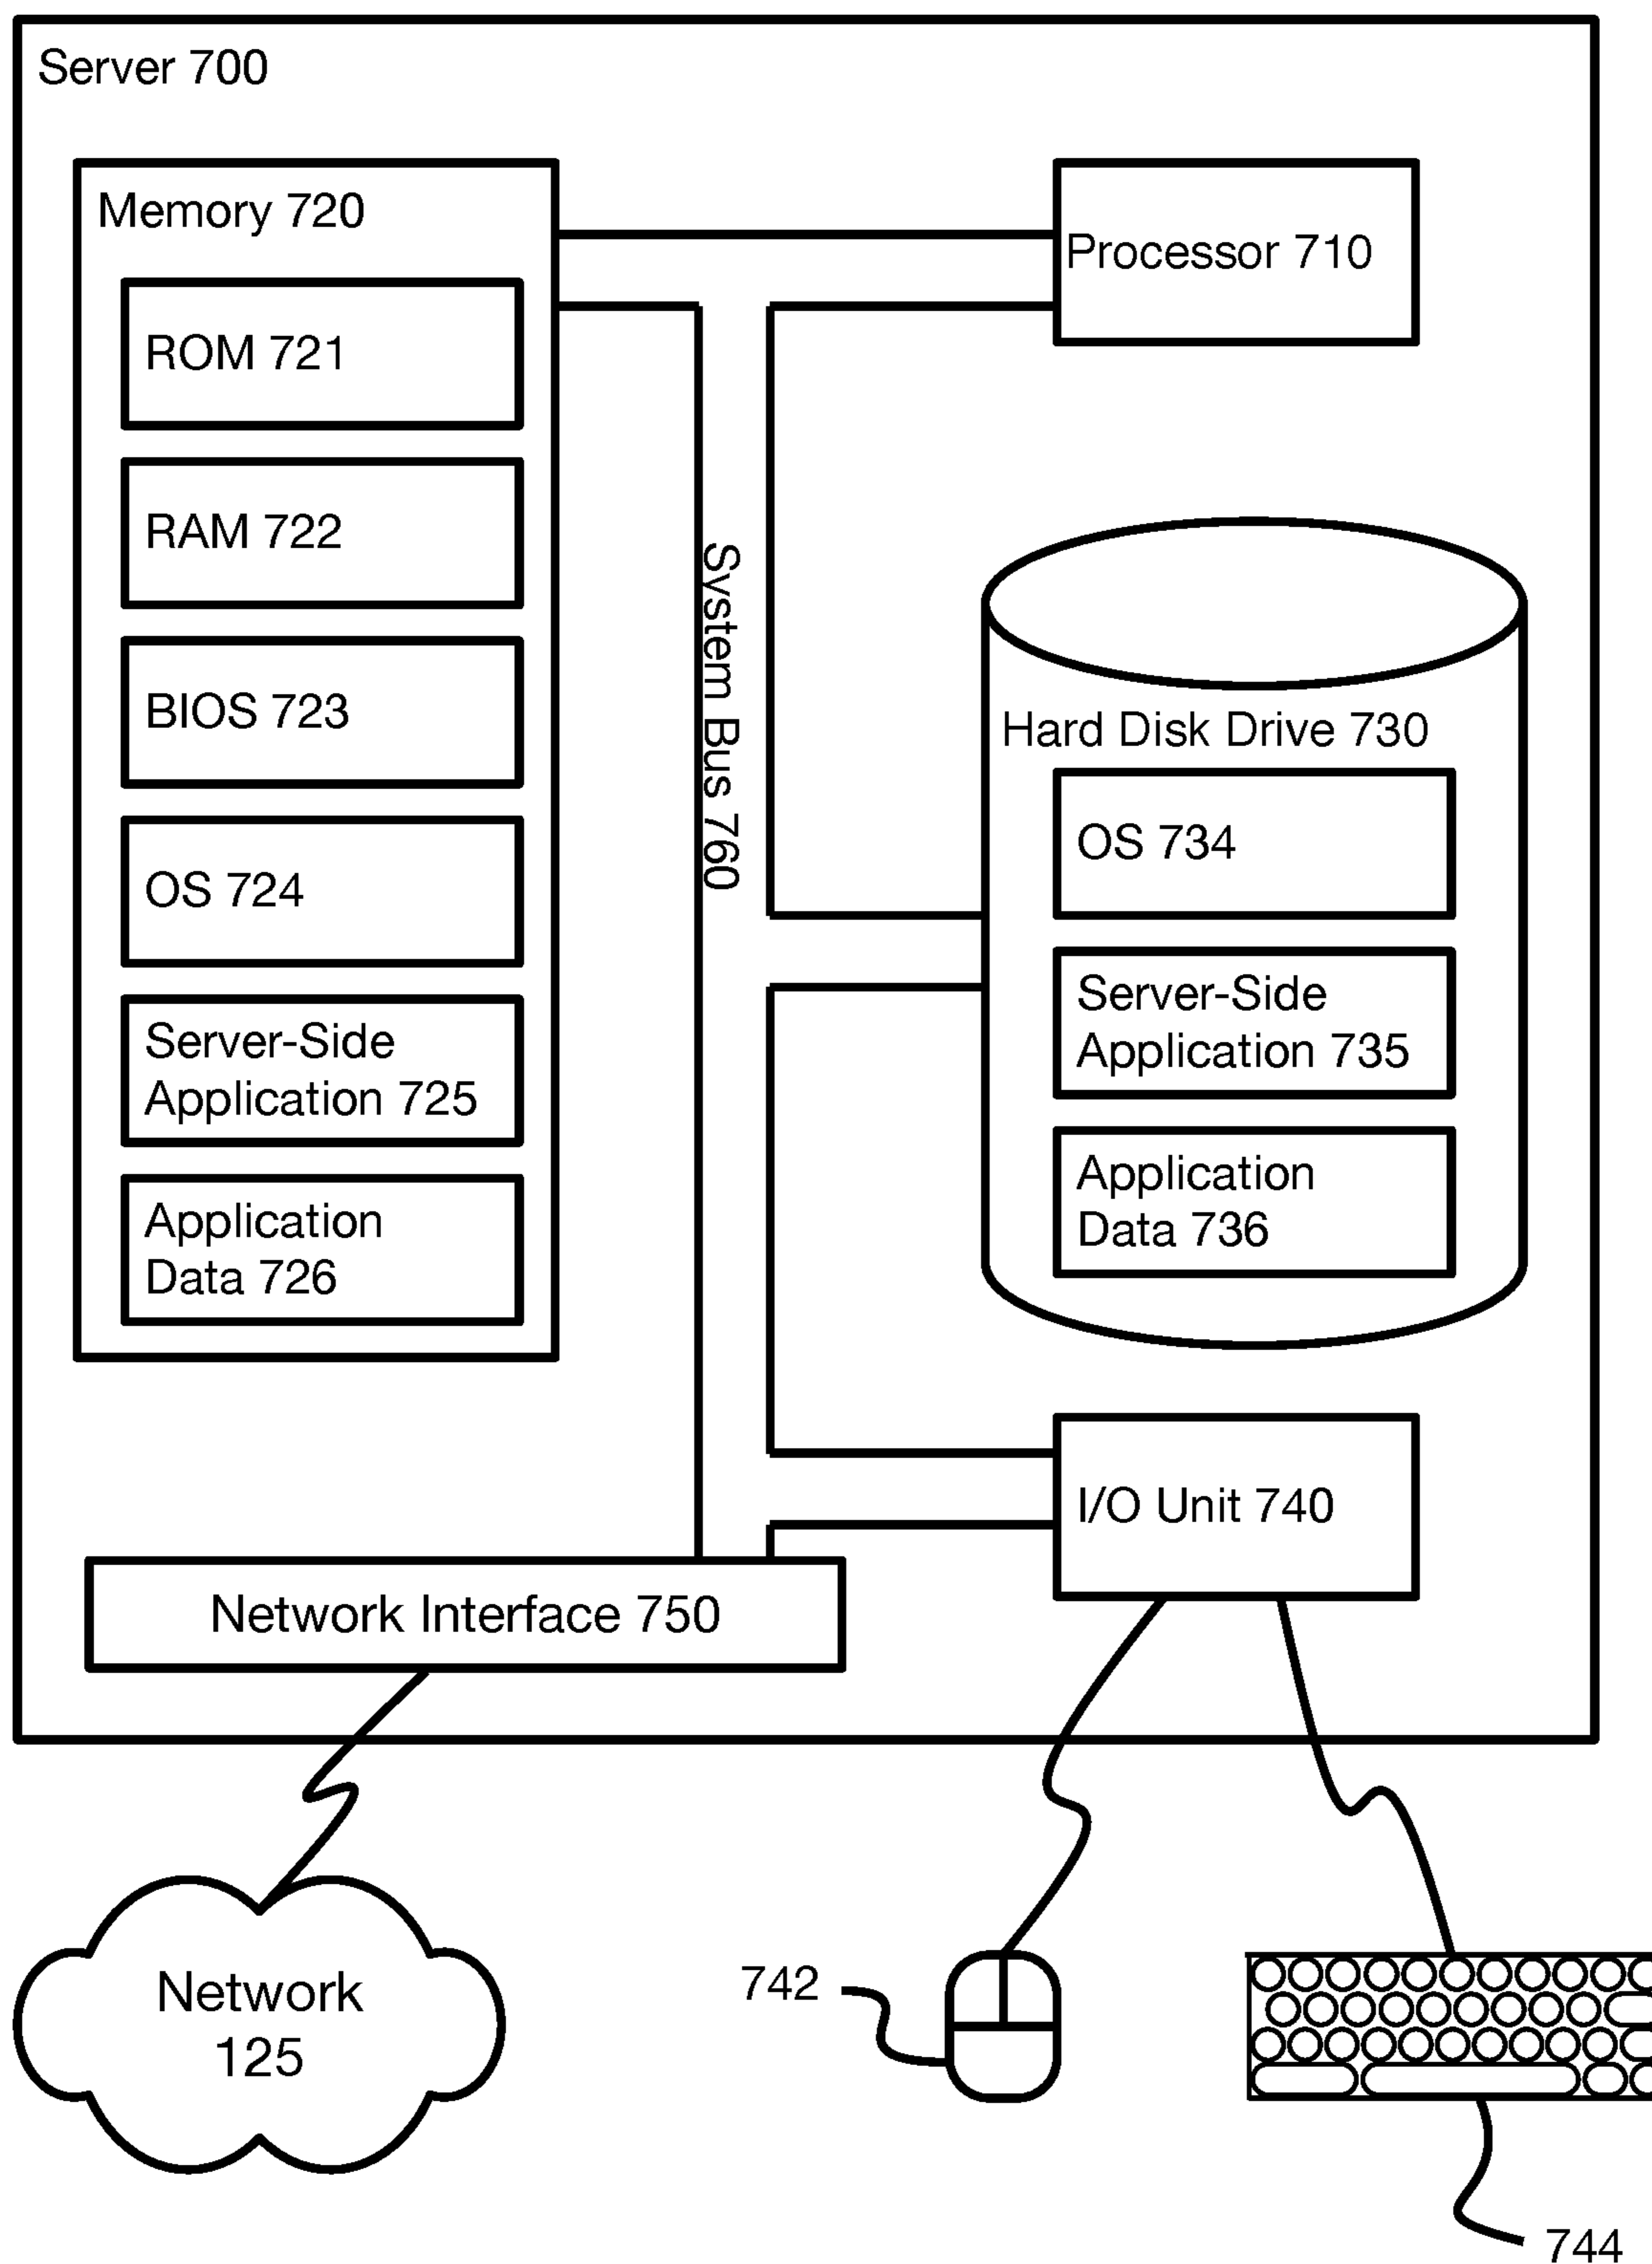 Server 700
Memory 720
ROM 721
RAM 722
BIOS 723
OS 724
Server-Side
Application 725
Application
Data 726
System Bus 760
Processor 710
Hard Disk Drive 730
OS 734
Server-Side
Application 735
Application
Data 736
I/O Unit 740
Network Interface 750
Network
125
742
744